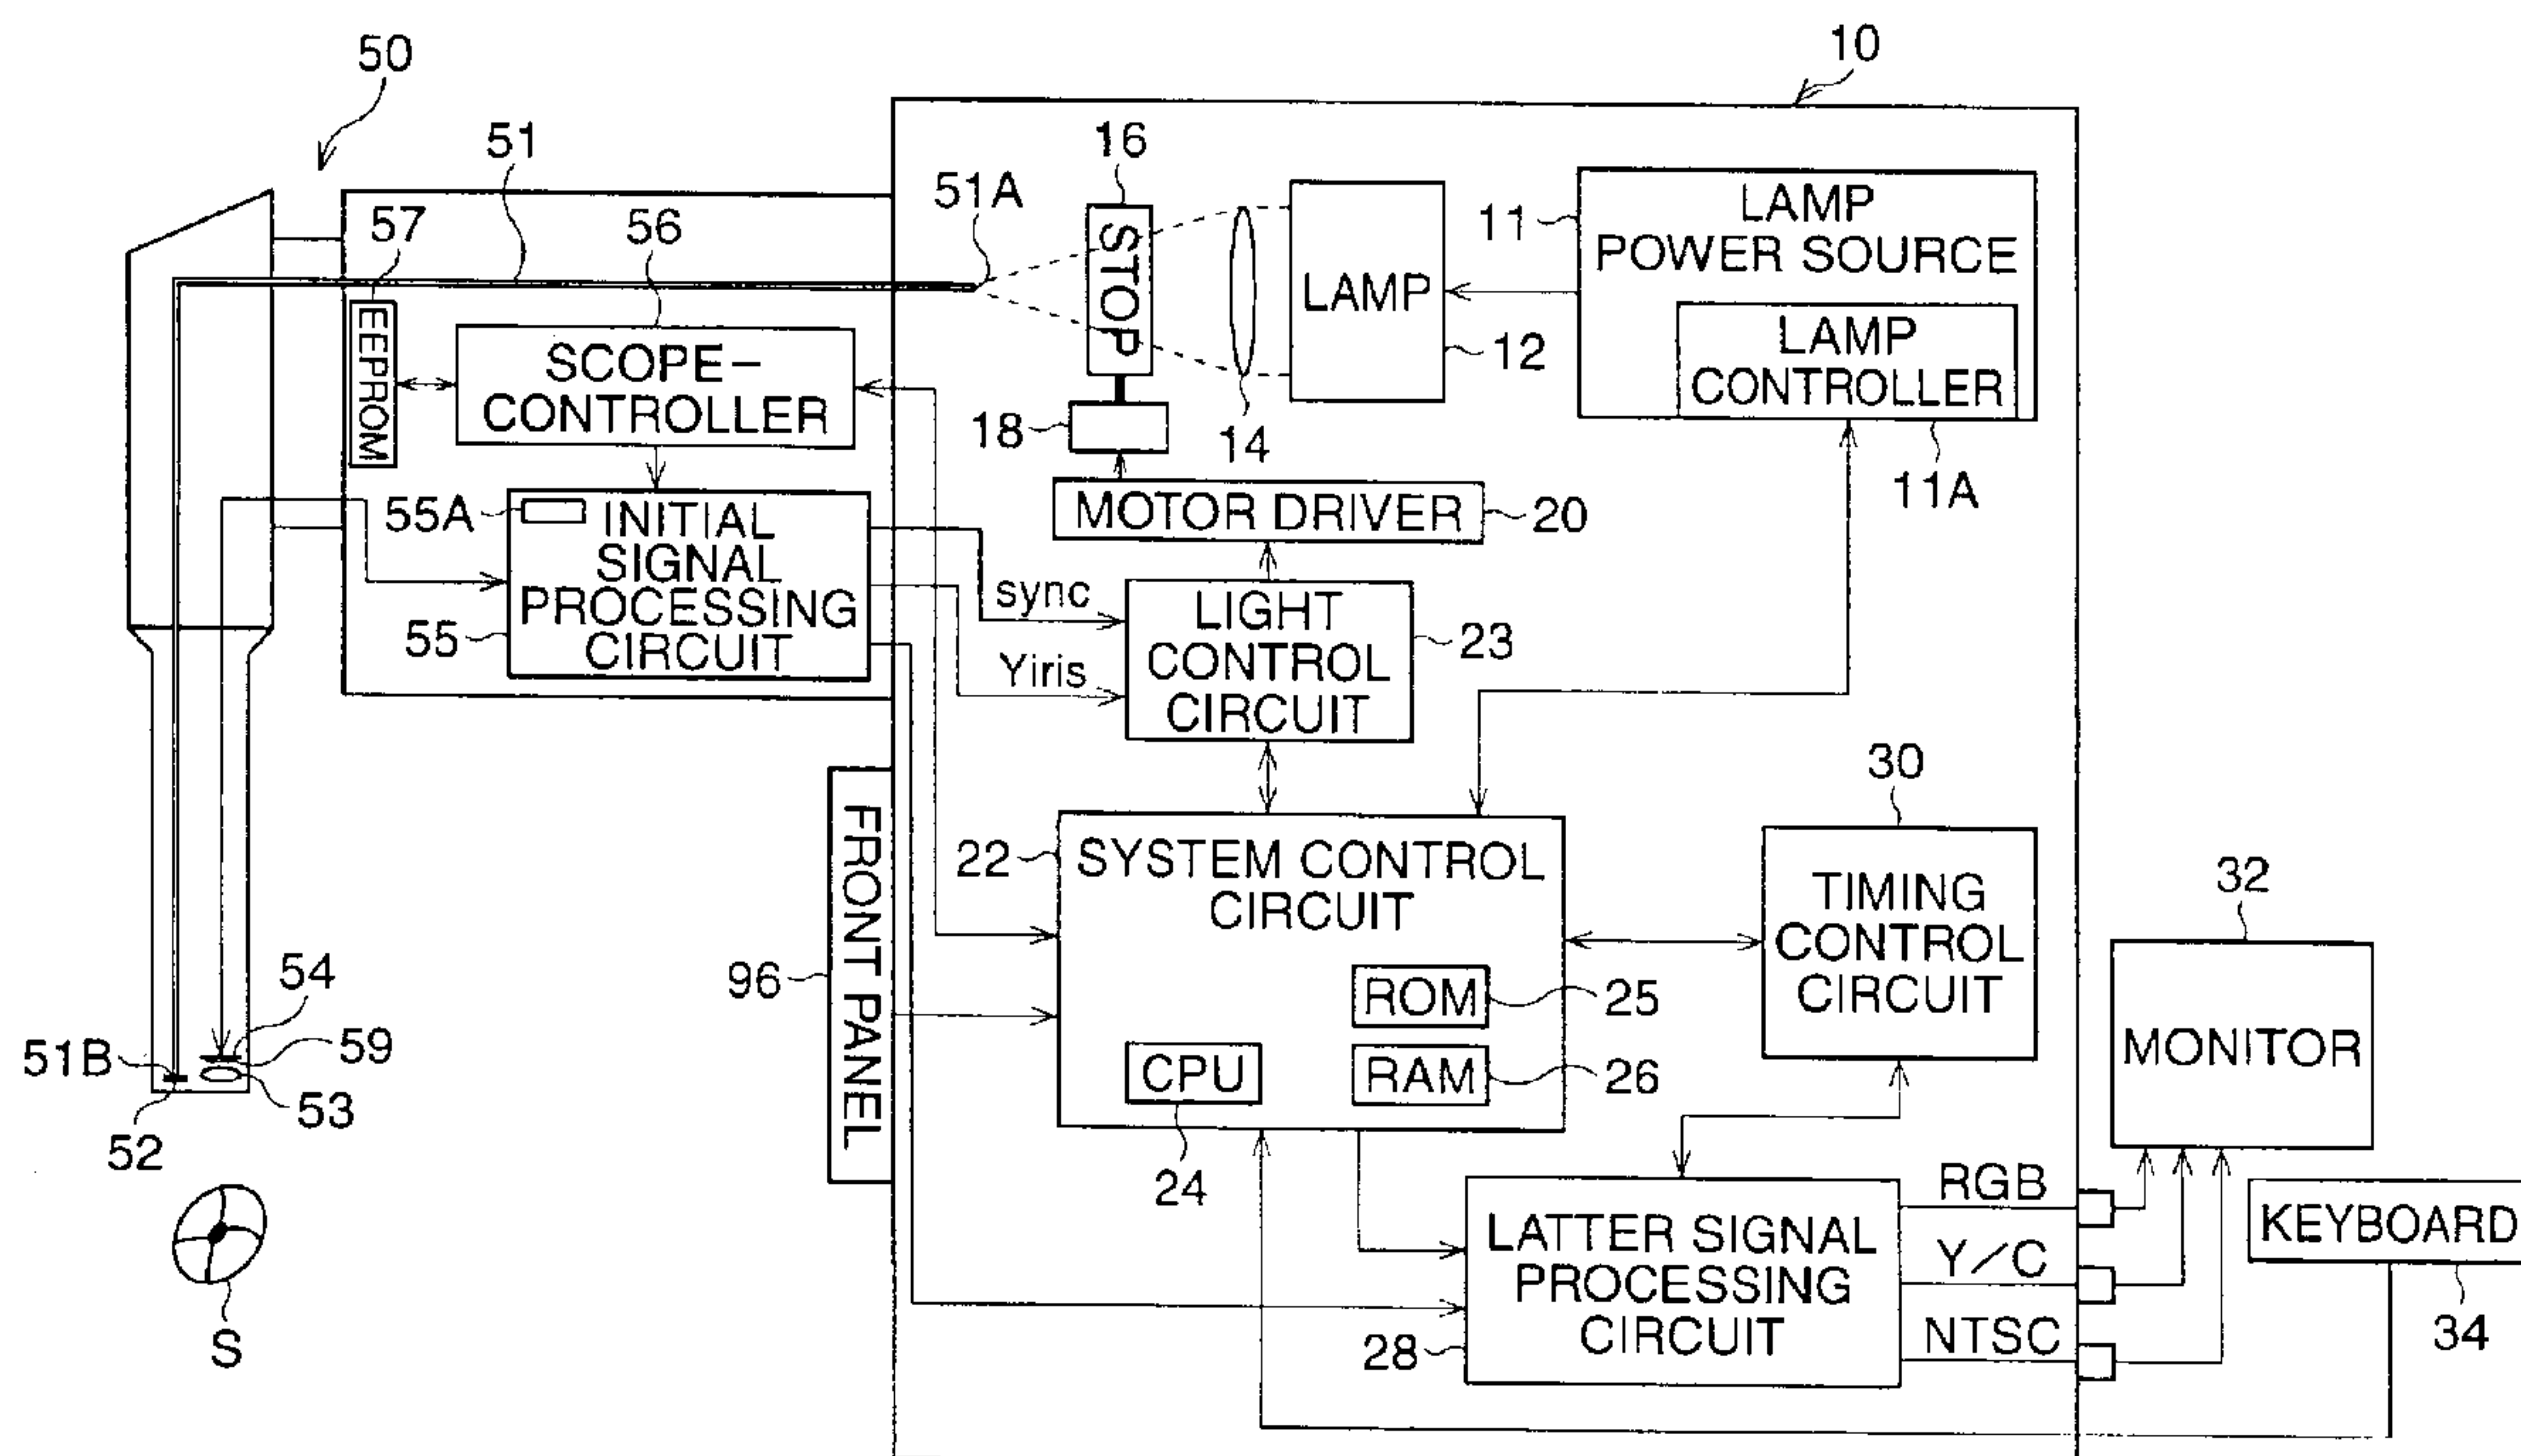 50
10
51
16
51A
57
56
11
LAMP
POWER SOURCE
STOP
LAMP
EEPROM
SCOPE-
CONTROLLER
12
LAMP
CONTROLLER
18
14
11A
55A
INITIAL
SIGNAL
PROCESSING
CIRCUIT
55
MOTOR DRIVER
20
sync
Yiris
LIGHT
CONTROL
CIRCUIT
23
30
22
SYSTEM CONTROL
CIRCUIT
FRONT PANEL
96
TIMING
CONTROL
CIRCUIT
32
54
59
51B
53
52
ROM
25
CPU
RAM
26
24
MONITOR
RGB
Y/C
NTSC
KEYBOARD
LATTER SIGNAL
PROCESSING
CIRCUIT
28
34
S